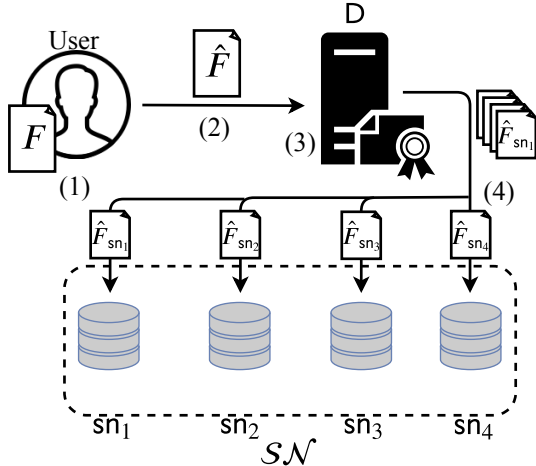 D
User
F̂
F
(2)
(3)
F̂sn₁
(1)
(4)
F̂sn₁ F̂sn₂ F̂sn₃ F̂sn₄
sn₁ sn₂ sn₃ sn₄
𝒮𝒩